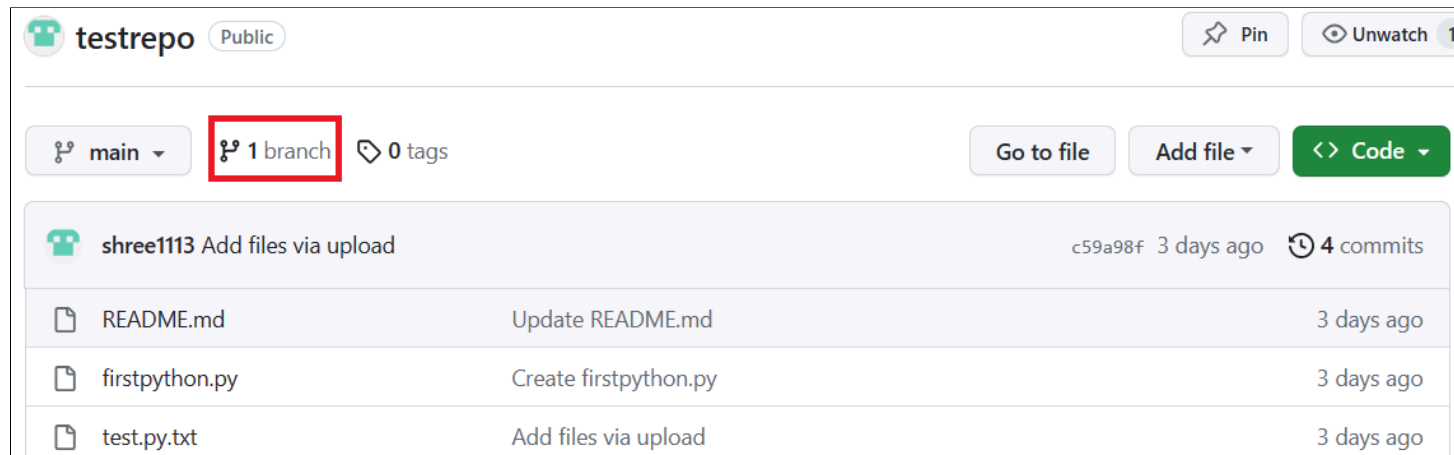 testrepo Public Pin Unwatch 1
main 1 branch 0 tags Go to file Add file <> Code
shree1113 Add files via upload c59a98f 3 days ago 4 commits
README.md Update README.md 3 days ago
firstpython.py Create firstpython.py 3 days ago
test.py.txt Add files via upload 3 days ago